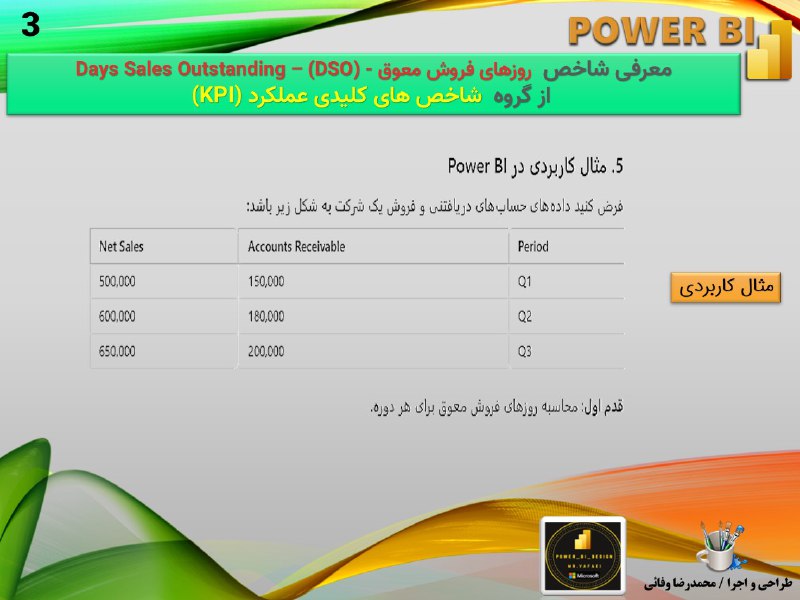 3
POWER BI
معرفی شاخص روزهای فروش معوق - Days Sales Outstanding – (DSO)
از گروه شاخص های کلیدی عملکرد (KPI)
5. مثال کاربردی در Power BI
فرض کنید داده‌های حساب‌های دریافتنی و فروش یک شرکت به شکل زیر باشد:
Net Sales Accounts Receivable Period
500,000 150,000 Q1
600,000 180,000 Q2
650,000 200,000 Q3
مثال کاربردی
قدم اول: محاسبه روزهای فروش معوق برای هر دوره.
POWER_BI_DESIGN
MR.VAFAEI
Microsoft
طراحی و اجرا / محمدرضا وفائی